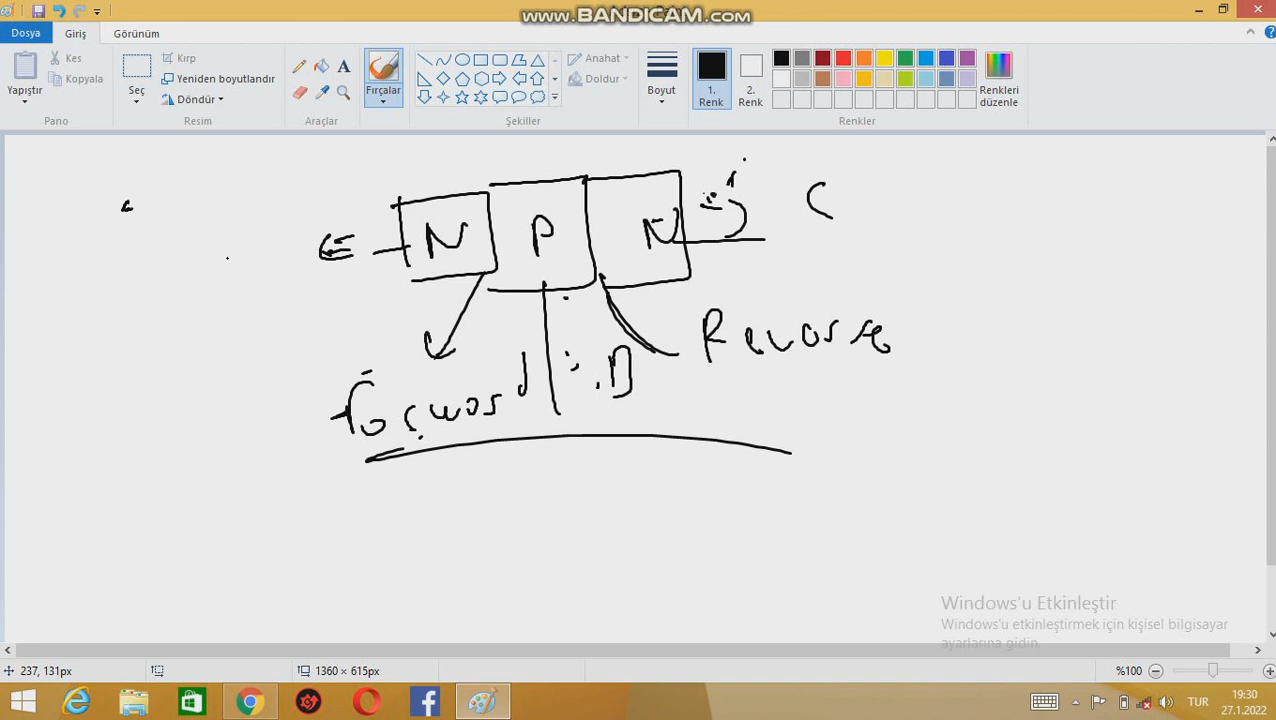 www.BANDICAM.com
Dosya Giriş Görünüm
Yapıştır Kes Kopyala
Seç Kırp Yeniden boyutlandır Döndür
A
Fırçalar
Anahat Doldur
Boyut
1. Renk 2. Renk
Renkleri düzenle
Pano Resim Araçlar Şekiller Renkler
E N P N C
B
Reverse
forward
Windows'u Etkinleştir
Windows'u etkinleştirmek için kişisel bilgisayar
ayarlarına gidin.
237, 131px 1360 × 615px %100
TUR 19:30
27.1.2022